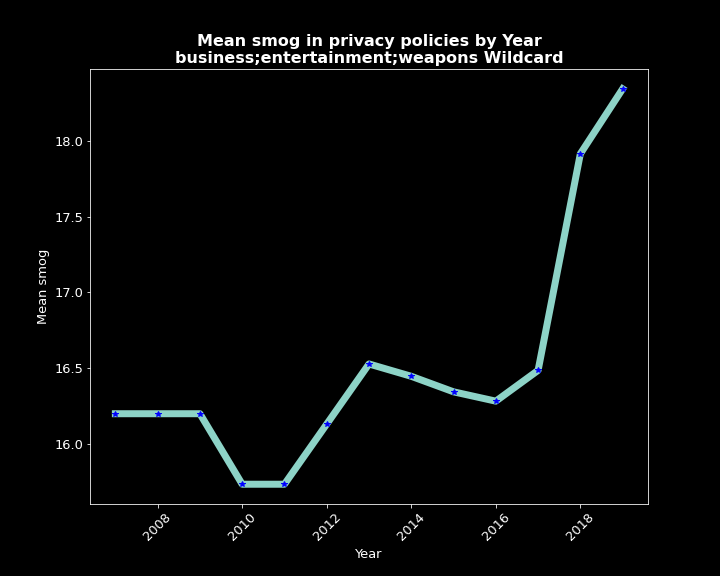 Mean smog in privacy policies by Year
business;entertainment;weapons Wildcard
18.0
17.5
17.0
16.5
16.0
Mean smog
2008
2010
2012
2014
2016
2018
Year